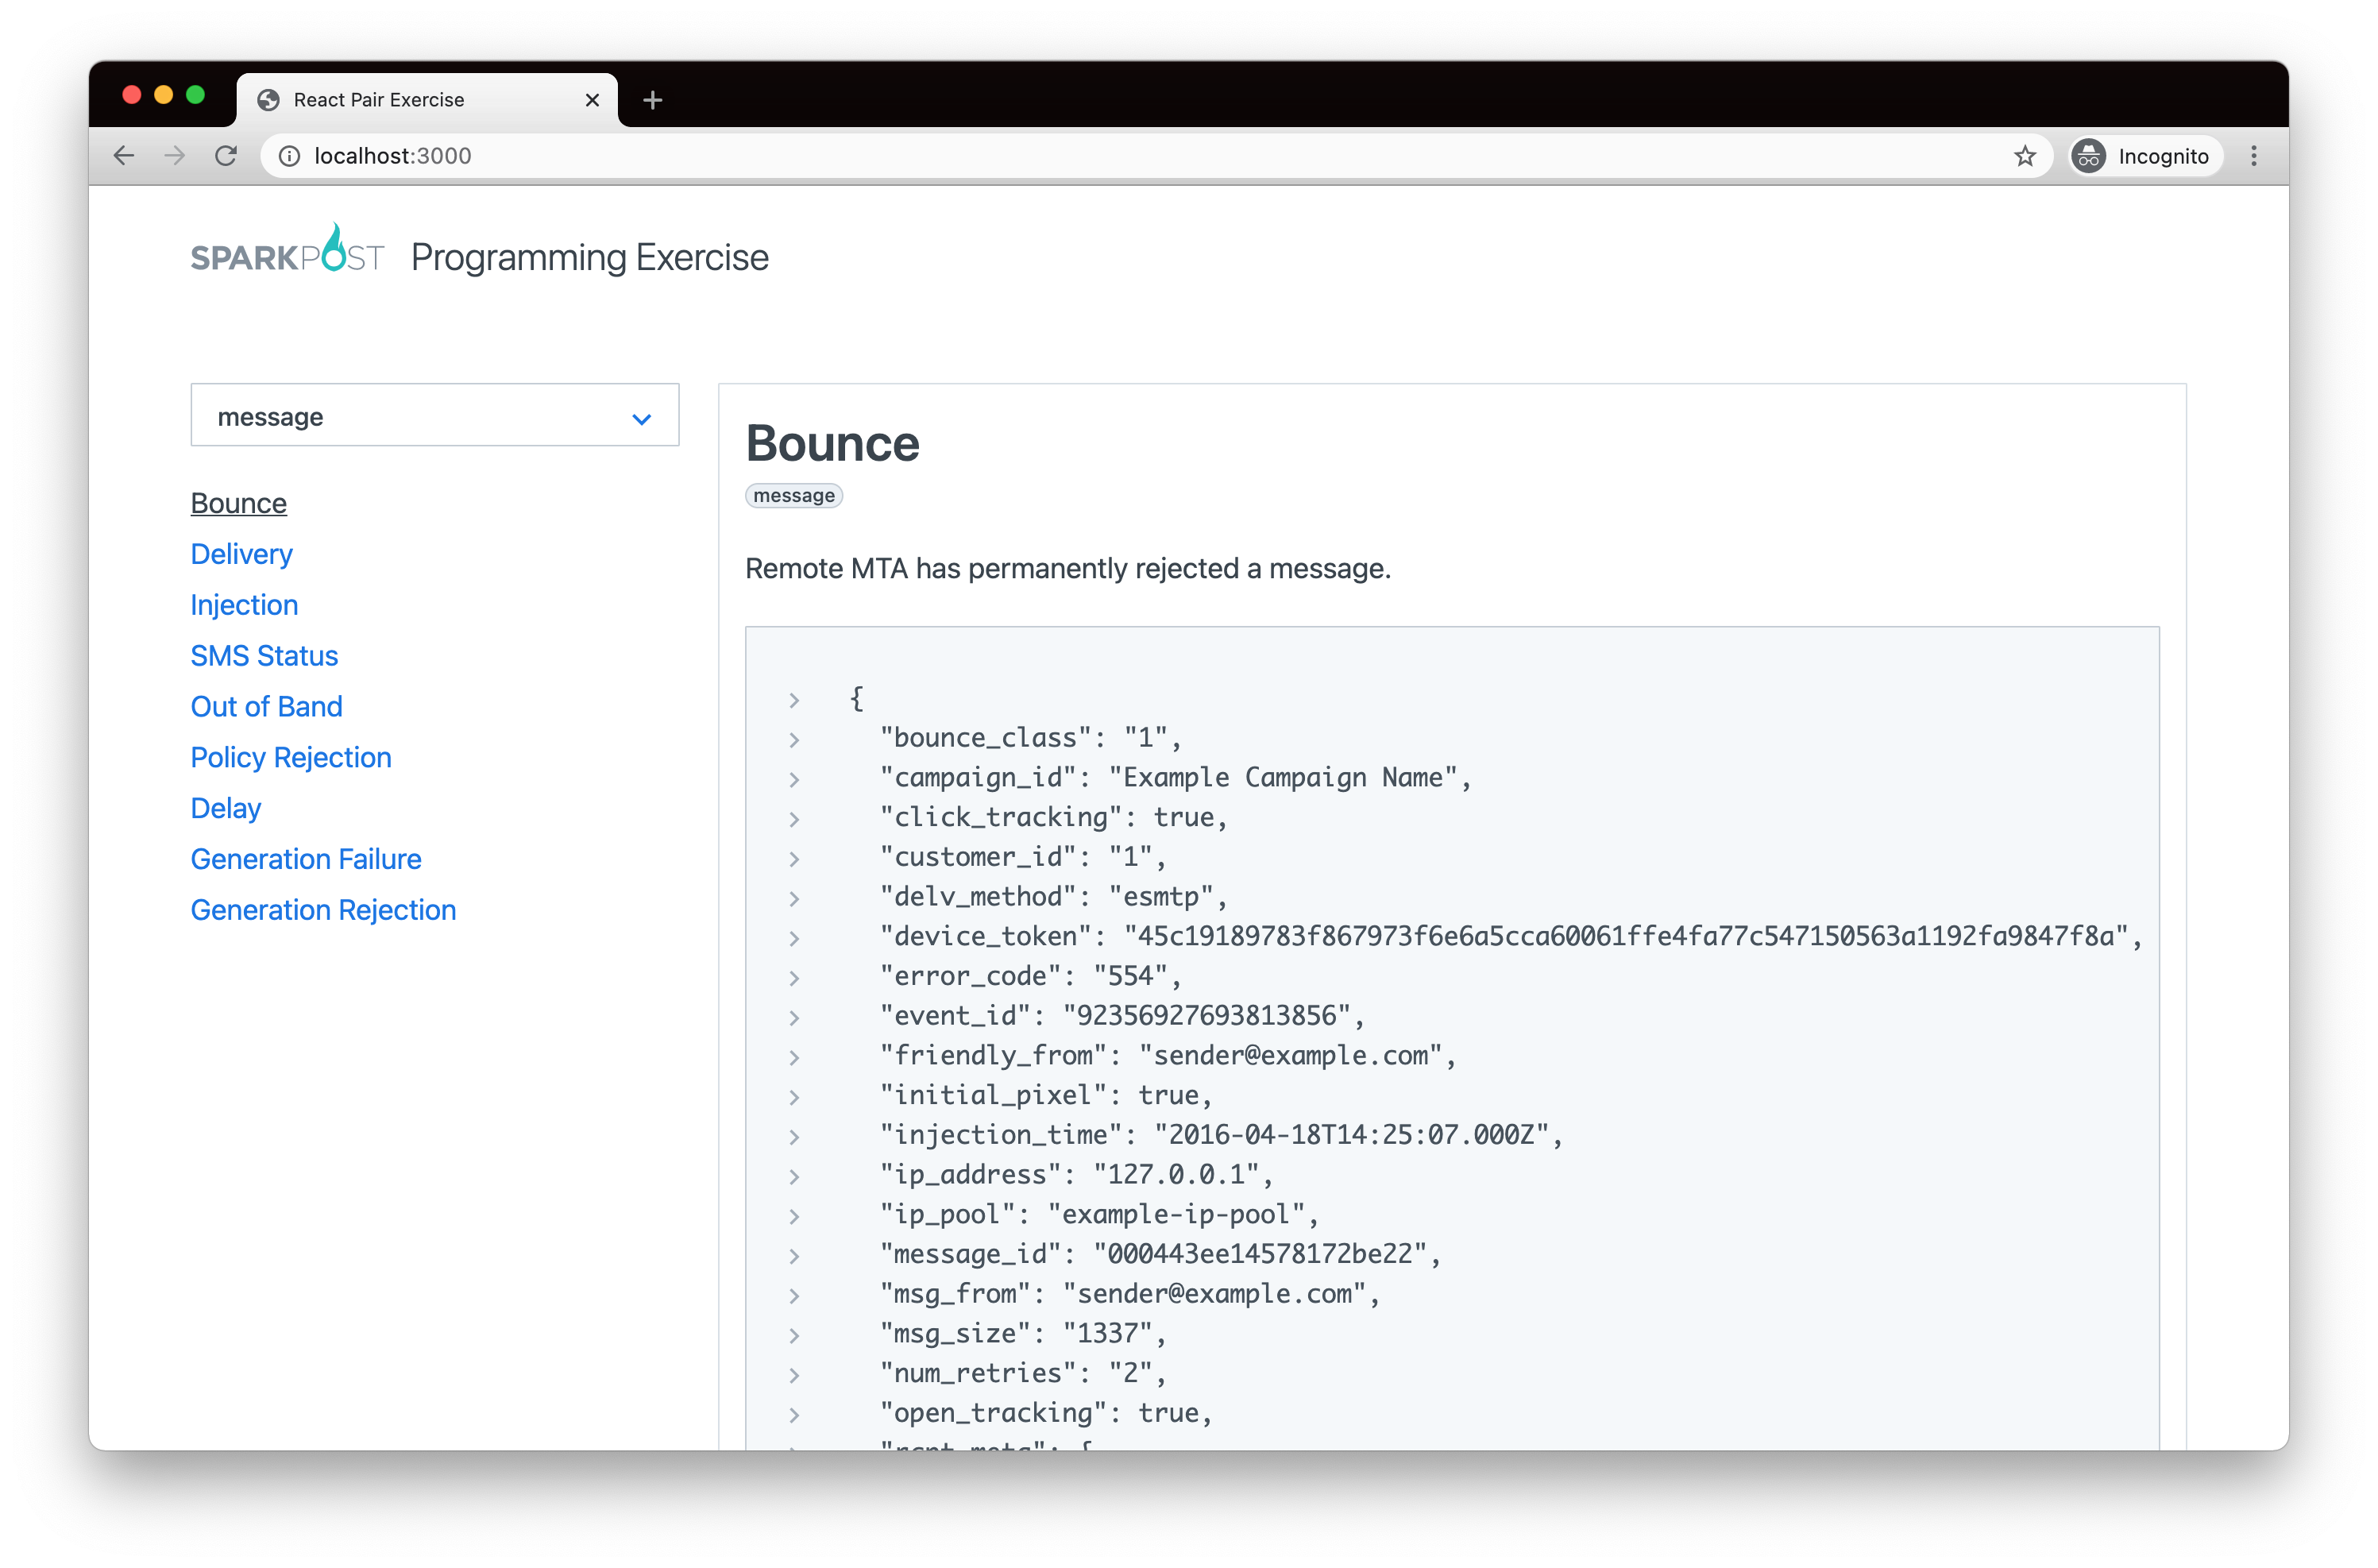 React Pair Exercise
localhost:3000
Incognito
SPARKPOST Programming Exercise
message
Bounce
Delivery
Injection
SMS Status
Out of Band
Policy Rejection
Delay
Generation Failure
Generation Rejection
Bounce
message
Remote MTA has permanently rejected a message.
{
"bounce_class": "1",
"campaign_id": "Example Campaign Name",
"click_tracking": true,
"customer_id": "1",
"delv_method": "esmtp",
"device_token": "45c19189783f867973f6e6a5cca60061ffe4fa77c547150563a1192fa9847f8a",
"error_code": "554",
"event_id": "92356927693813856",
"friendly_from": "sender@example.com",
"initial_pixel": true,
"injection_time": "2016-04-18T14:25:07.000Z",
"ip_address": "127.0.0.1",
"ip_pool": "example-ip-pool",
"message_id": "000443ee14578172be22",
"msg_from": "sender@example.com",
"msg_size": "1337",
"num_retries": "2",
"open_tracking": true,
"rcpt_meta": {